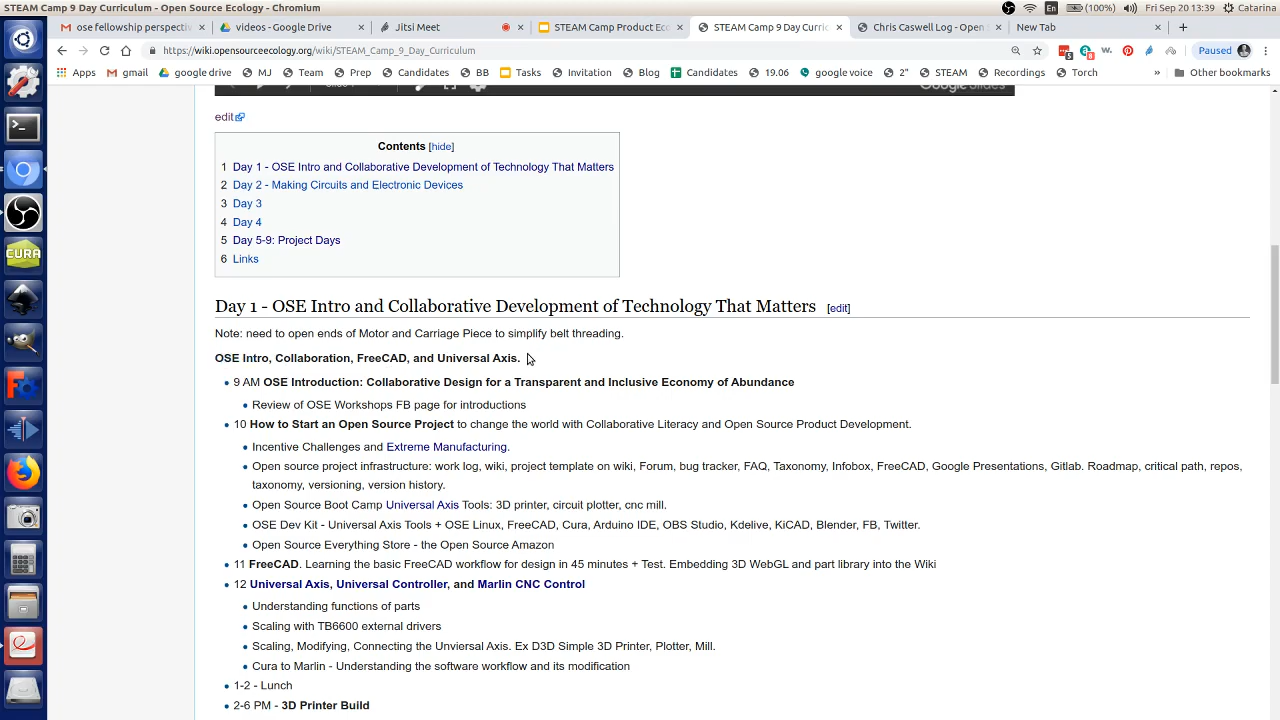 STEAM Camp 9 Day Curriculum - Open Source Ecology - Chromium
En (100%) Fri Sep 20 13:39 Catarina
ose fellowship perspectiv videos - Google Drive Jitsi Meet STEAM Camp Product Eco STEAM Camp 9 Day Curric Chris Caswell Log - Open New Tab
https://wiki.opensourceecology.org/wiki/STEAM_Camp_9_Day_Curriculum Paused
Apps gmail google drive MJ Team Prep Candidates BB Tasks Invitation Blog Candidates 19.06 google voice 2" STEAM Recordings Torch » Other bookmarks
Google Slides
edit
Contents [hide]
1 Day 1 - OSE Intro and Collaborative Development of Technology That Matters
2 Day 2 - Making Circuits and Electronic Devices
3 Day 3
4 Day 4
5 Day 5-9: Project Days
6 Links
Day 1 - OSE Intro and Collaborative Development of Technology That Matters [edit]
Note: need to open ends of Motor and Carriage Piece to simplify belt threading.
OSE Intro, Collaboration, FreeCAD, and Universal Axis.
9 AM OSE Introduction: Collaborative Design for a Transparent and Inclusive Economy of Abundance
Review of OSE Workshops FB page for introductions
10 How to Start an Open Source Project to change the world with Collaborative Literacy and Open Source Product Development.
Incentive Challenges and Extreme Manufacturing.
Open source project infrastructure: work log, wiki, project template on wiki, Forum, bug tracker, FAQ, Taxonomy, Infobox, FreeCAD, Google Presentations, Gitlab. Roadmap, critical path, repos,
taxonomy, versioning, version history.
Open Source Boot Camp Universal Axis Tools: 3D printer, circuit plotter, cnc mill.
OSE Dev Kit - Universal Axis Tools + OSE Linux, FreeCAD, Cura, Arduino IDE, OBS Studio, Kdelive, KiCAD, Blender, FB, Twitter.
Open Source Everything Store - the Open Source Amazon
11 FreeCAD. Learning the basic FreeCAD workflow for design in 45 minutes + Test. Embedding 3D WebGL and part library into the Wiki
12 Universal Axis, Universal Controller, and Marlin CNC Control
Understanding functions of parts
Scaling with TB6600 external drivers
Scaling, Modifying, Connecting the Unviersal Axis. Ex D3D Simple 3D Printer, Plotter, Mill.
Cura to Marlin - Understanding the software workflow and its modification
1-2 - Lunch
2-6 PM - 3D Printer Build
CURA